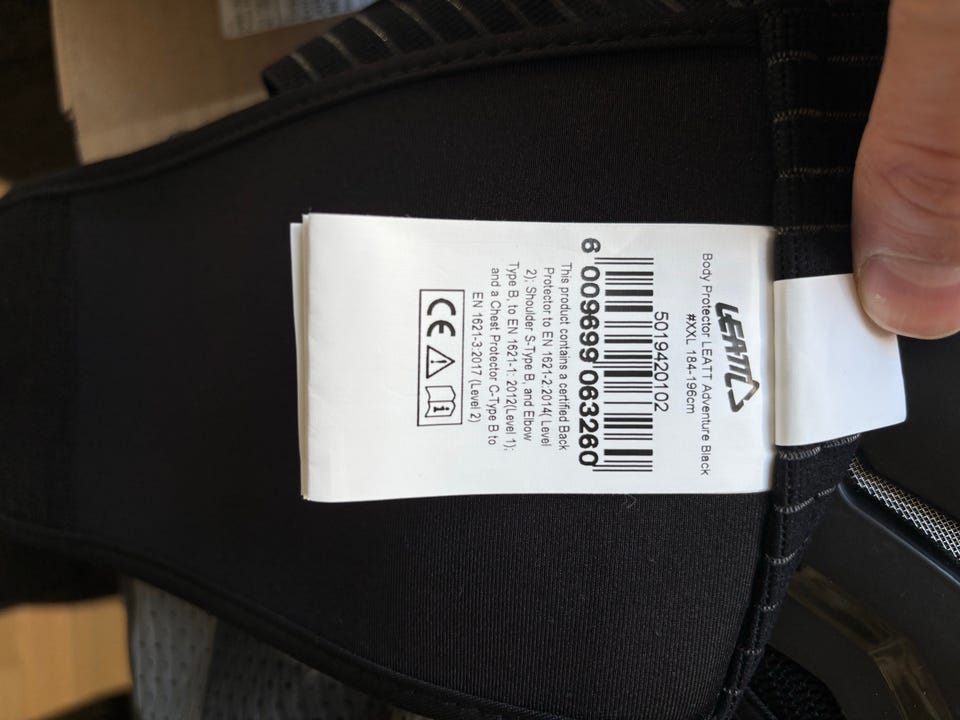 LEATT
Body Protector LEATT Adventure Black
#XXL 184-196cm
5019420102
6 009699 063260
This product contains a certified Back
Protector to EN 1621-2:2014( Level
2); Shoulder S-Type B, and Elbow
Type B, to EN 1621-1: 2012(Level 1);
and a Chest Protector C-Type B to
EN 1621-3:2017 (Level 2)
CE